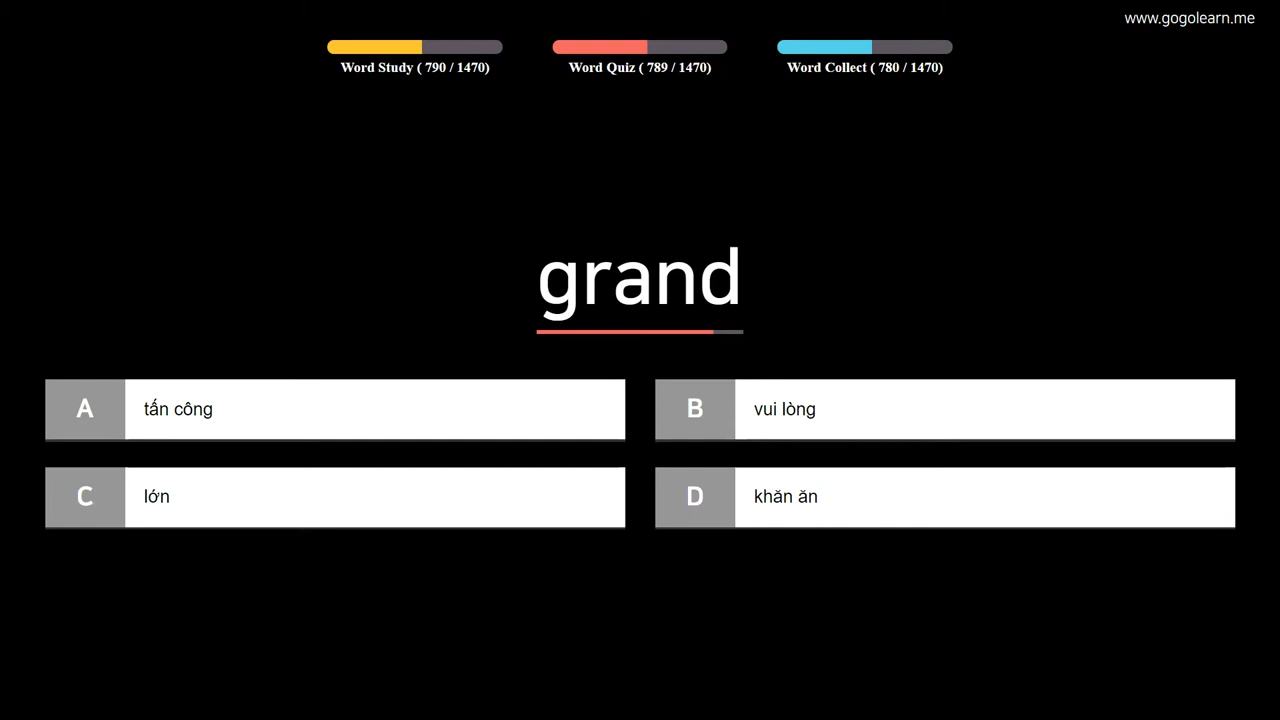 www.gogolearn.me
Word Study ( 790 / 1470)
Word Quiz ( 789 / 1470)
Word Collect ( 780 / 1470)
grand
A tấn công
B vui lòng
C lớn
D khăn ăn